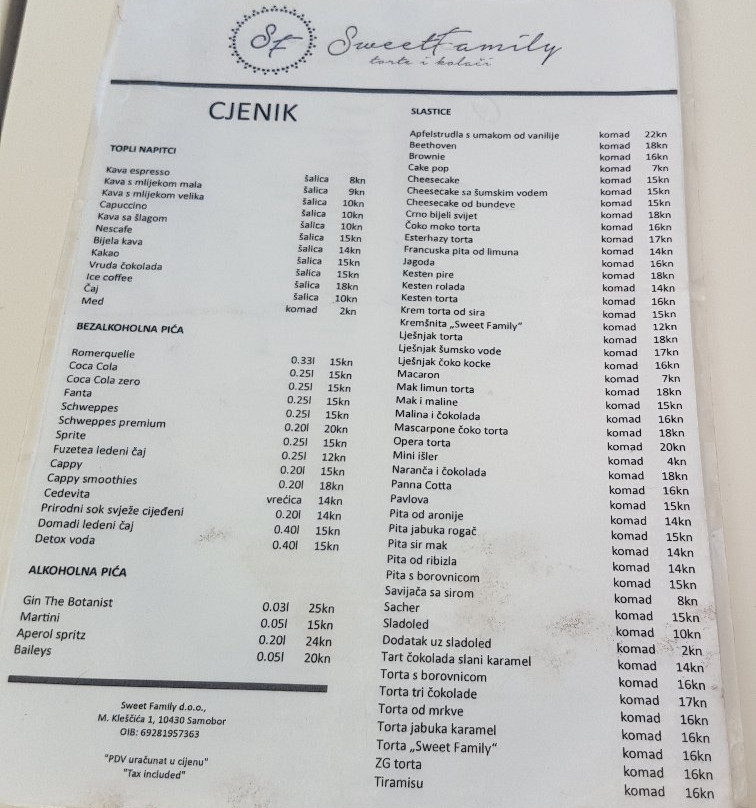 SF SweetFamily
torte i kolači
CJENIK
TOPLI NAPITCI
Kava espresso šalica 8kn
Kava s mlijekom mala šalica 9kn
Kava s mlijekom velika šalica 10kn
Capuccino šalica 10kn
Kava sa šlagom šalica 10kn
Nescafe šalica 15kn
Bijela kava šalica 14kn
Kakao šalica 15kn
Vruda čokolada šalica 15kn
Ice coffee šalica 18kn
Čaj šalica 10kn
Med komad 2kn
BEZALKOHOLNA PIĆA
Romerquelle 0.33l 15kn
Coca Cola 0.25l 15kn
Coca Cola zero 0.25l 15kn
Fanta 0.25l 15kn
Schweppes 0.25l 15kn
Schweppes premium 0.20l 20kn
Sprite 0.25l 15kn
Fuzetea ledeni čaj 0.25l 12kn
Cappy 0.20l 15kn
Cappy smoothies 0.20l 18kn
Cedevita vrećica 14kn
Prirodni sok svježe cijeđeni 0.20l 14kn
Domadi ledeni čaj 0.40l 15kn
Detox voda 0.40l 15kn
ALKOHOLNA PIĆA
Gin The Botanist 0.03l 25kn
Martini 0.05l 15kn
Aperol spritz 0.20l 24kn
Baileys 0.05l 20kn
Sweet Family d.o.o.,
M. Kleščića 1, 10430 Samobor
OIB: 69281957363
"PDV uračunat u cijenu"
"Tax included"
SLASTICE
Apfelstrudla s umakom od vanilije komad 22kn
Beethoven komad 18kn
Brownie komad 16kn
Cake pop komad 7kn
Cheesecake komad 15kn
Cheesecake sa šumskim vodem komad 15kn
Cheesecake od bundeve komad 15kn
Crno bijeli svijet komad 18kn
Čoko moko torta komad 16kn
Esterhazy torta komad 17kn
Francuska pita od limuna komad 14kn
Jagoda komad 16kn
Kesten pire komad 18kn
Kesten rolada komad 14kn
Kesten torta komad 16kn
Krem torta od sira komad 15kn
Kremšnita „Sweet Family“ komad 12kn
Lješnjak torta komad 18kn
Lješnjak šumsko vode komad 17kn
Lješnjak čoko kocke komad 16kn
Macaron komad 7kn
Mak limun torta komad 18kn
Mak i maline komad 15kn
Malina i čokolada komad 16kn
Mascarpone čoko torta komad 18kn
Opera torta komad 20kn
Mini išler komad 4kn
Naranča i čokolada komad 18kn
Panna Cotta komad 16kn
Pavlova komad 15kn
Pita od aronije komad 14kn
Pita jabuka rogač komad 15kn
Pita sir mak komad 14kn
Pita od ribizla komad 14kn
Pita s borovnicom komad 15kn
Savijača sa sirom komad 8kn
Sacher komad 15kn
Sladoled komad 10kn
Dodatak uz sladoled komad 2kn
Tart čokolada slani karamel komad 14kn
Torta s borovnicom komad 16kn
Torta tri čokolade komad 17kn
Torta od mrkve komad 16kn
Torta jabuka karamel komad 16kn
Torta „Sweet Family“ komad 16kn
ZG torta komad 16kn
Tiramisu komad 16kn